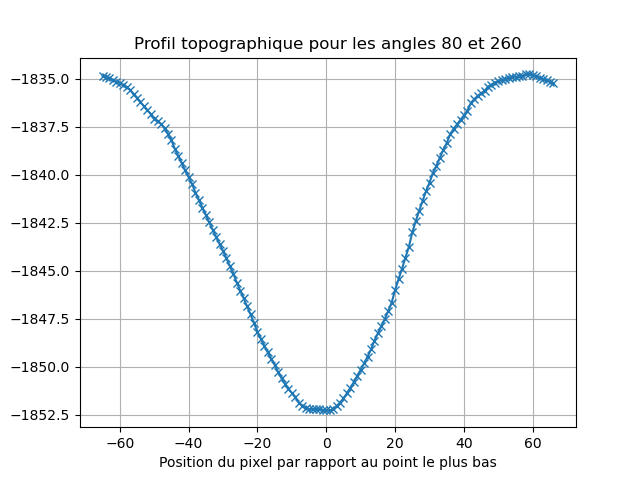 Profil topographique pour les angles 80 et 260
−1835.0
−1837.5
−1840.0
−1842.5
−1845.0
−1847.5
−1850.0
−1852.5
−60 −40 −20 0 20 40 60
Position du pixel par rapport au point le plus bas